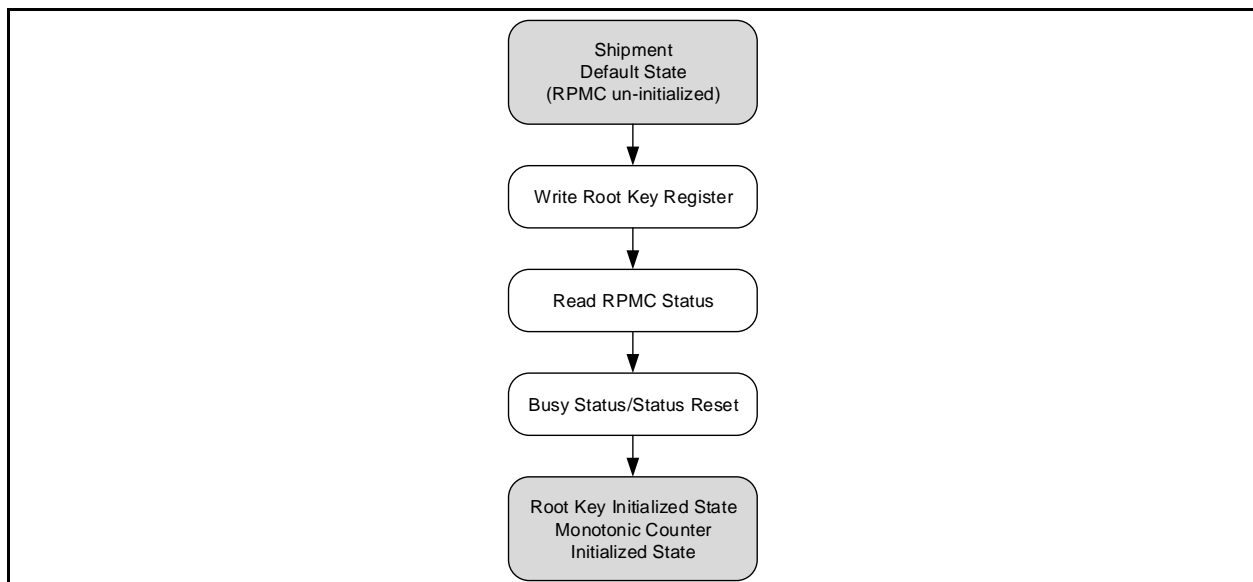 Shipment
Default State
(RPMC un-initialized)
Write Root Key Register
Read RPMC Status
Busy Status/Status Reset
Root Key Initialized State
Monotonic Counter
Initialized State